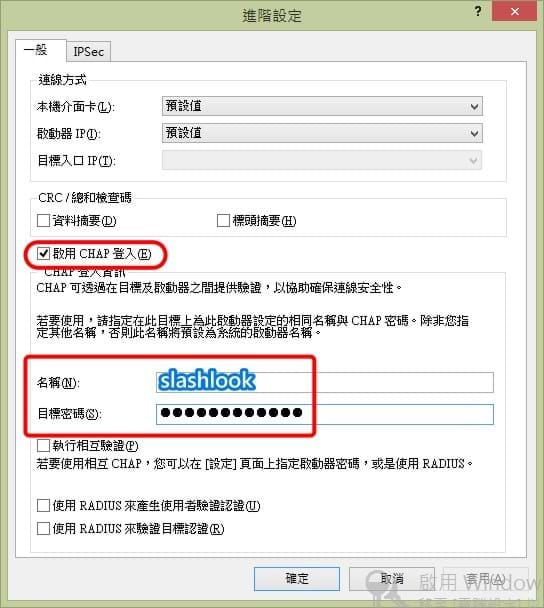 進階設定
?
一般
IPSec
連線方式
本機介面卡(L):
預設值
啟動器 IP(I):
預設值
目標入口 IP(T):
CRC / 總和檢查碼
資料摘要(D)
標頭摘要(H)
啟用 CHAP 登入(E)
CHAP 登入資訊
CHAP 可透過在目標及啟動器之間提供驗證，以協助確保連線安全性。
若要使用，請指定在此目標上為此啟動器設定的相同名稱與 CHAP 密碼。除非您指
定其他名稱，否則此名稱將預設為系統的啟動器名稱。
名稱(N):
slashlook
目標密碼(S):
●●●●●●●●●●●●
執行相互驗證(P)
若要使用相互 CHAP，您可以在 [設定] 頁面上指定啟動器密碼，或是使用 RADIUS。
使用 RADIUS 來產生使用者驗證認證(U)
使用 RADIUS 來驗證目標認證(R)
確定
取消
套用(A)
啟用 Window